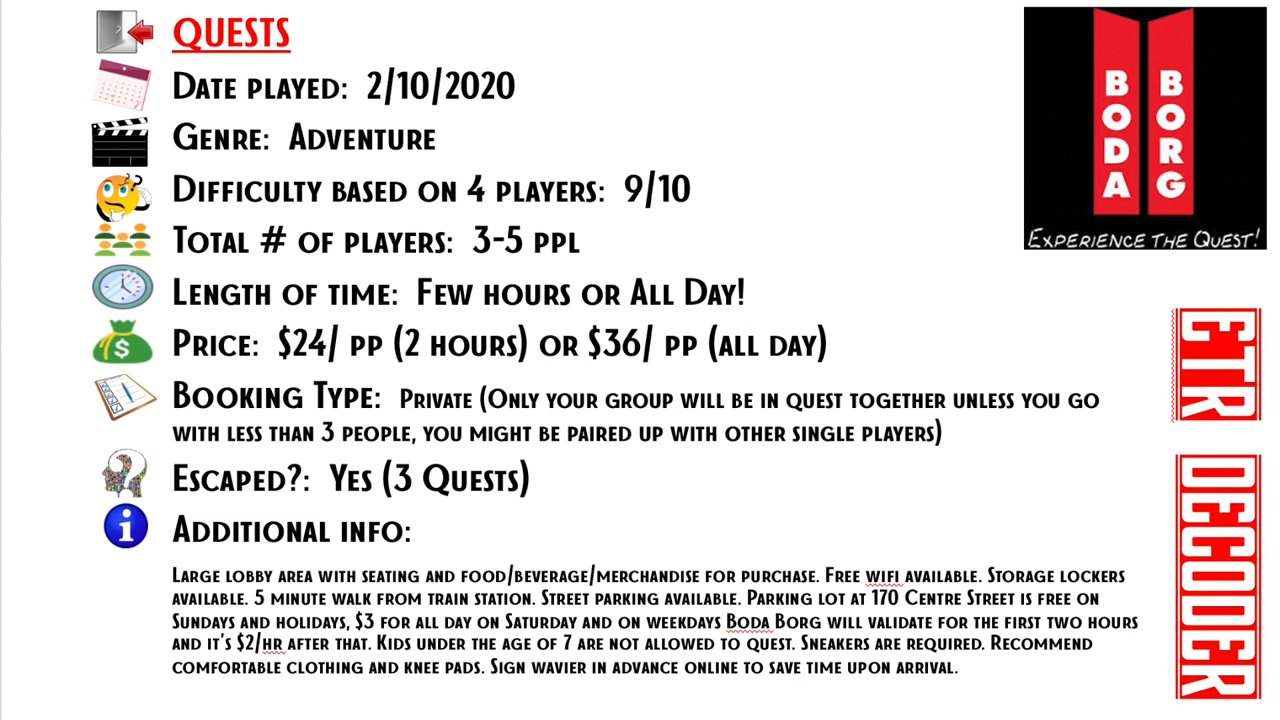 QUESTS
Date played: 2/10/2020
Genre: Adventure
Difficulty based on 4 players: 9/10
Total # of players: 3-5 ppl
Length of time: Few hours or All Day!
Price: $24/ pp (2 hours) or $36/ pp (all day)
Booking Type: Private (Only your group will be in quest together unless you go
with less than 3 people, you might be paired up with other single players)
Escaped?: Yes (3 Quests)
Additional info:
Large lobby area with seating and food/beverage/merchandise for purchase. Free wifi available. Storage lockers
available. 5 minute walk from train station. Street parking available. Parking lot at 170 Centre Street is free on
Sundays and holidays, $3 for all day on Saturday and on weekdays Boda Borg will validate for the first two hours
and it's $2/hr after that. Kids under the age of 7 are not allowed to quest. Sneakers are required. Recommend
comfortable clothing and knee pads. Sign wavier in advance online to save time upon arrival.
BODA
BORG
Experience the Quest!
ETR
DECODER